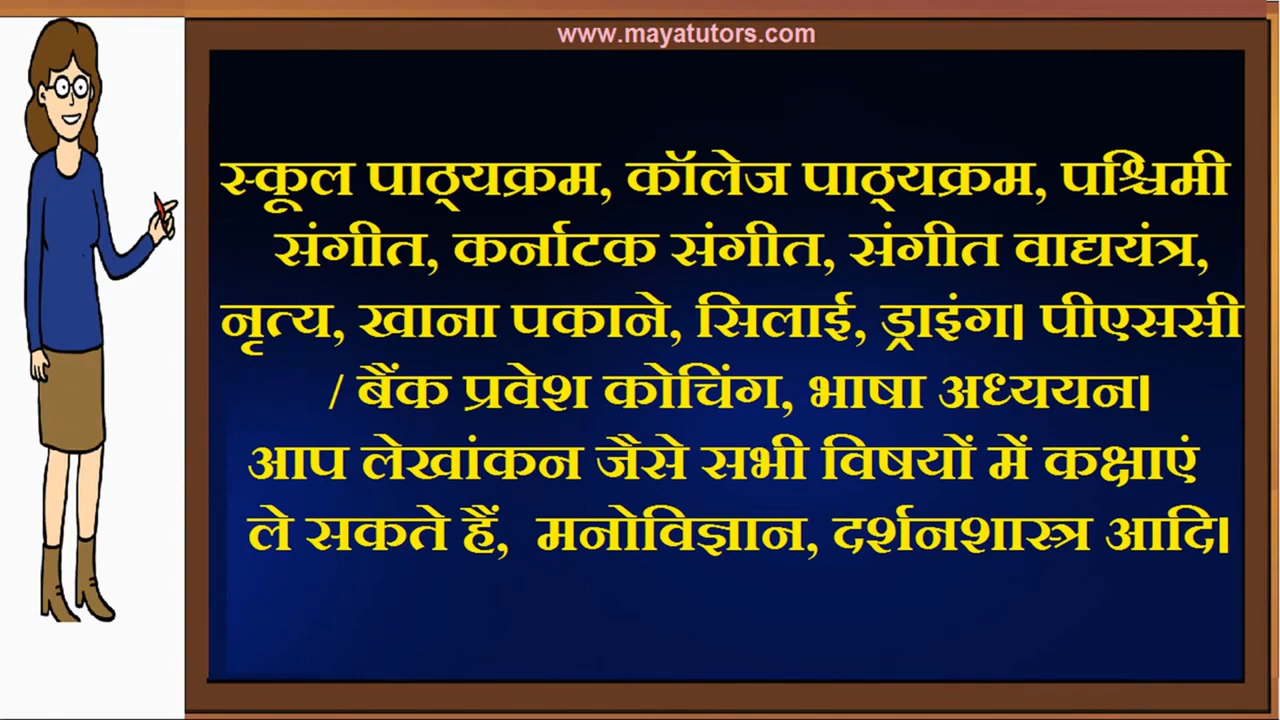 www.mayatutors.com
स्कूल पाठ्यक्रम, कॉलेज पाठ्यक्रम, पश्चिमी
संगीत, कर्नाटक संगीत, संगीत वाद्ययंत्र,
नृत्य, खाना पकाने, सिलाई, ड्राइंग। पीएससी
/ बैंक प्रवेश कोचिंग, भाषा अध्ययन।
आप लेखांकन जैसे सभी विषयों में कक्षाएं
ले सकते हैं, मनोविज्ञान, दर्शनशास्त्र आदि।